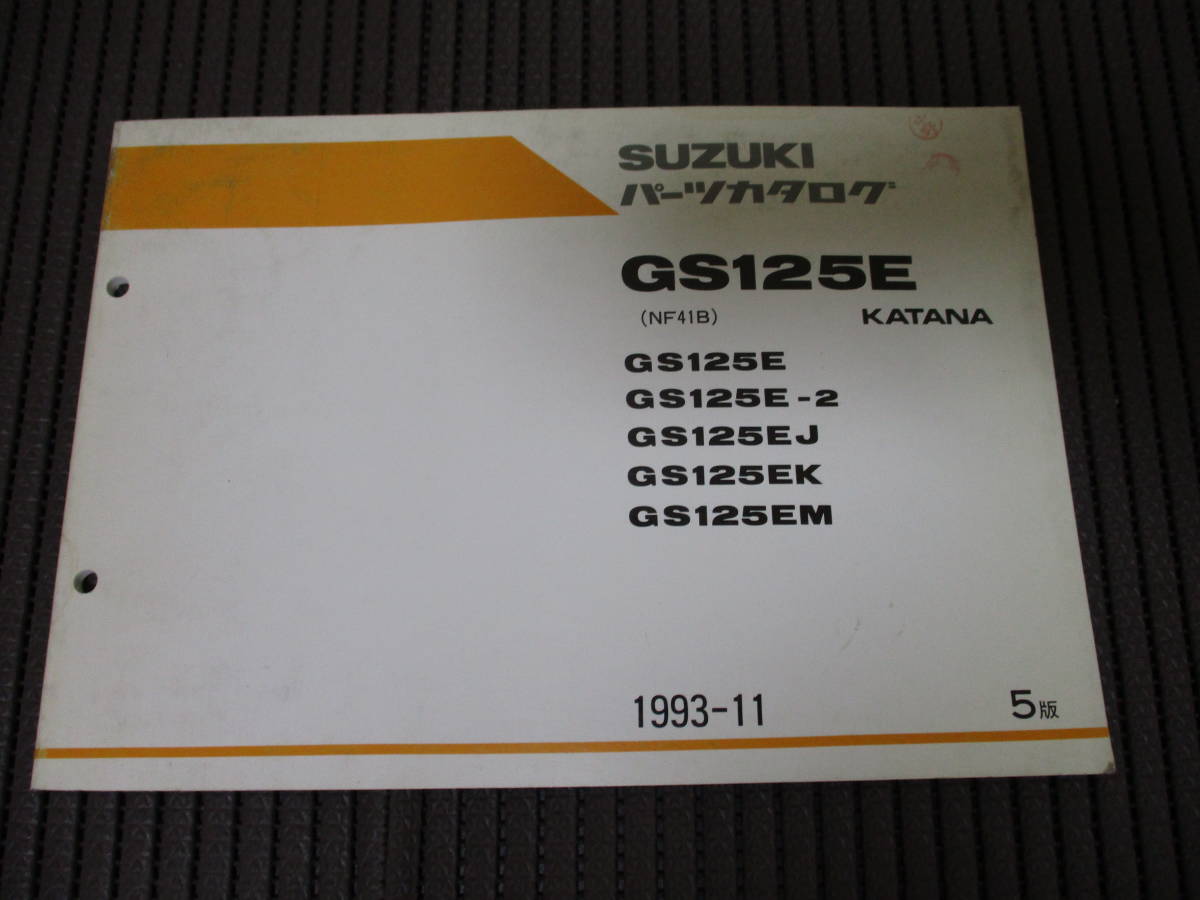 SUZUKI
パーツカタログ
GS125E
(NF41B) KATANA
GS125E
GS125E-2
GS125EJ
GS125EK
GS125EM
1993-11 5版